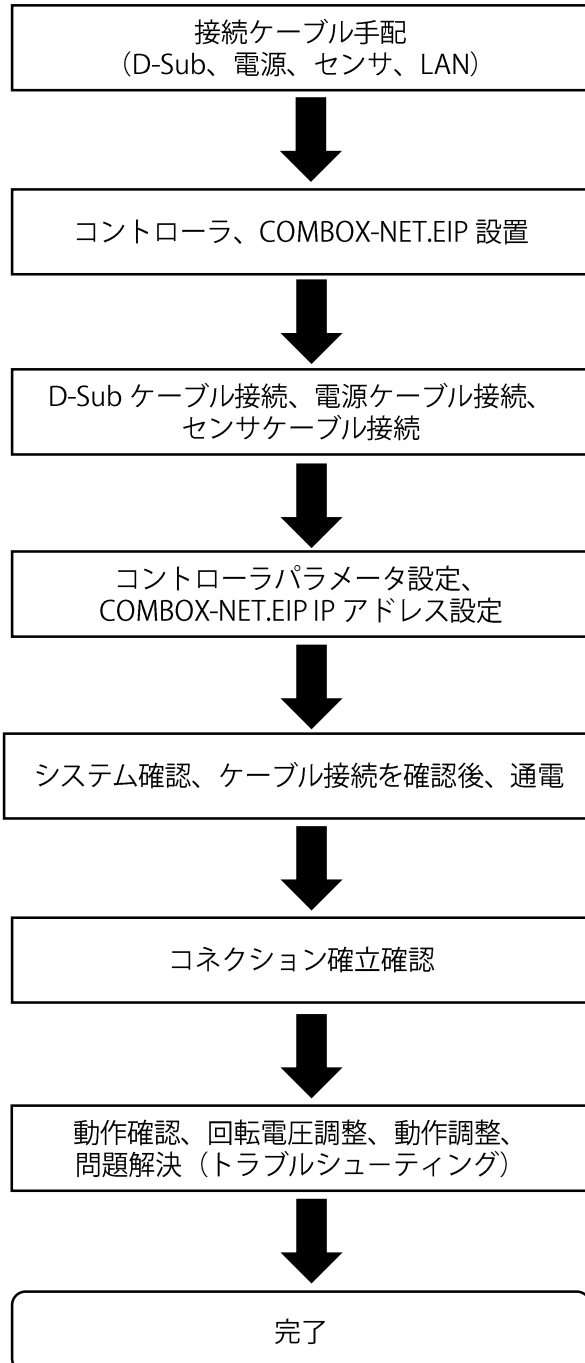 接続ケーブル手配
（D-Sub、電源、センサ、LAN）
コントローラ、COMBOX-NET.EIP 設置
D-Sub ケーブル接続、電源ケーブル接続、
センサケーブル接続
コントローラパラメータ設定、
COMBOX-NET.EIP IP アドレス設定
システム確認、ケーブル接続を確認後、通電
コネクション確立確認
動作確認、回転電圧調整、動作調整、
問題解決（トラブルシューティング）
完了